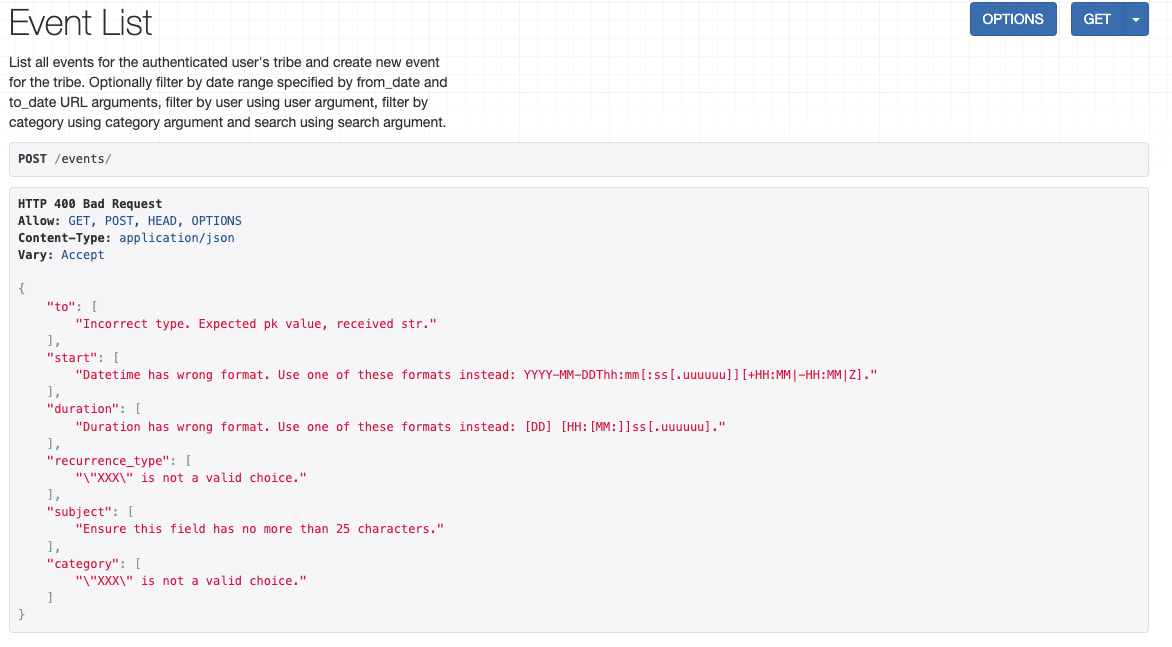 Event List
OPTIONS
GET
List all events for the authenticated user's tribe and create new event
for the tribe. Optionally filter by date range specified by from_date and
to_date URL arguments, filter by user using user argument, filter by
category using category argument and search using search argument.
POST /events/
HTTP 400 Bad Request
Allow: GET, POST, HEAD, OPTIONS
Content-Type: application/json
Vary: Accept
{
    "to": [
        "Incorrect type. Expected pk value, received str."
    ],
    "start": [
        "Datetime has wrong format. Use one of these formats instead: YYYY-MM-DDThh:mm[:ss[.uuuuuu]][+HH:MM|-HH:MM|Z]."
    ],
    "duration": [
        "Duration has wrong format. Use one of these formats instead: [DD] [HH:[MM:]]ss[.uuuuuu]."
    ],
    "recurrence_type": [
        "\"XXX\" is not a valid choice."
    ],
    "subject": [
        "Ensure this field has no more than 25 characters."
    ],
    "category": [
        "\"XXX\" is not a valid choice."
    ]
}